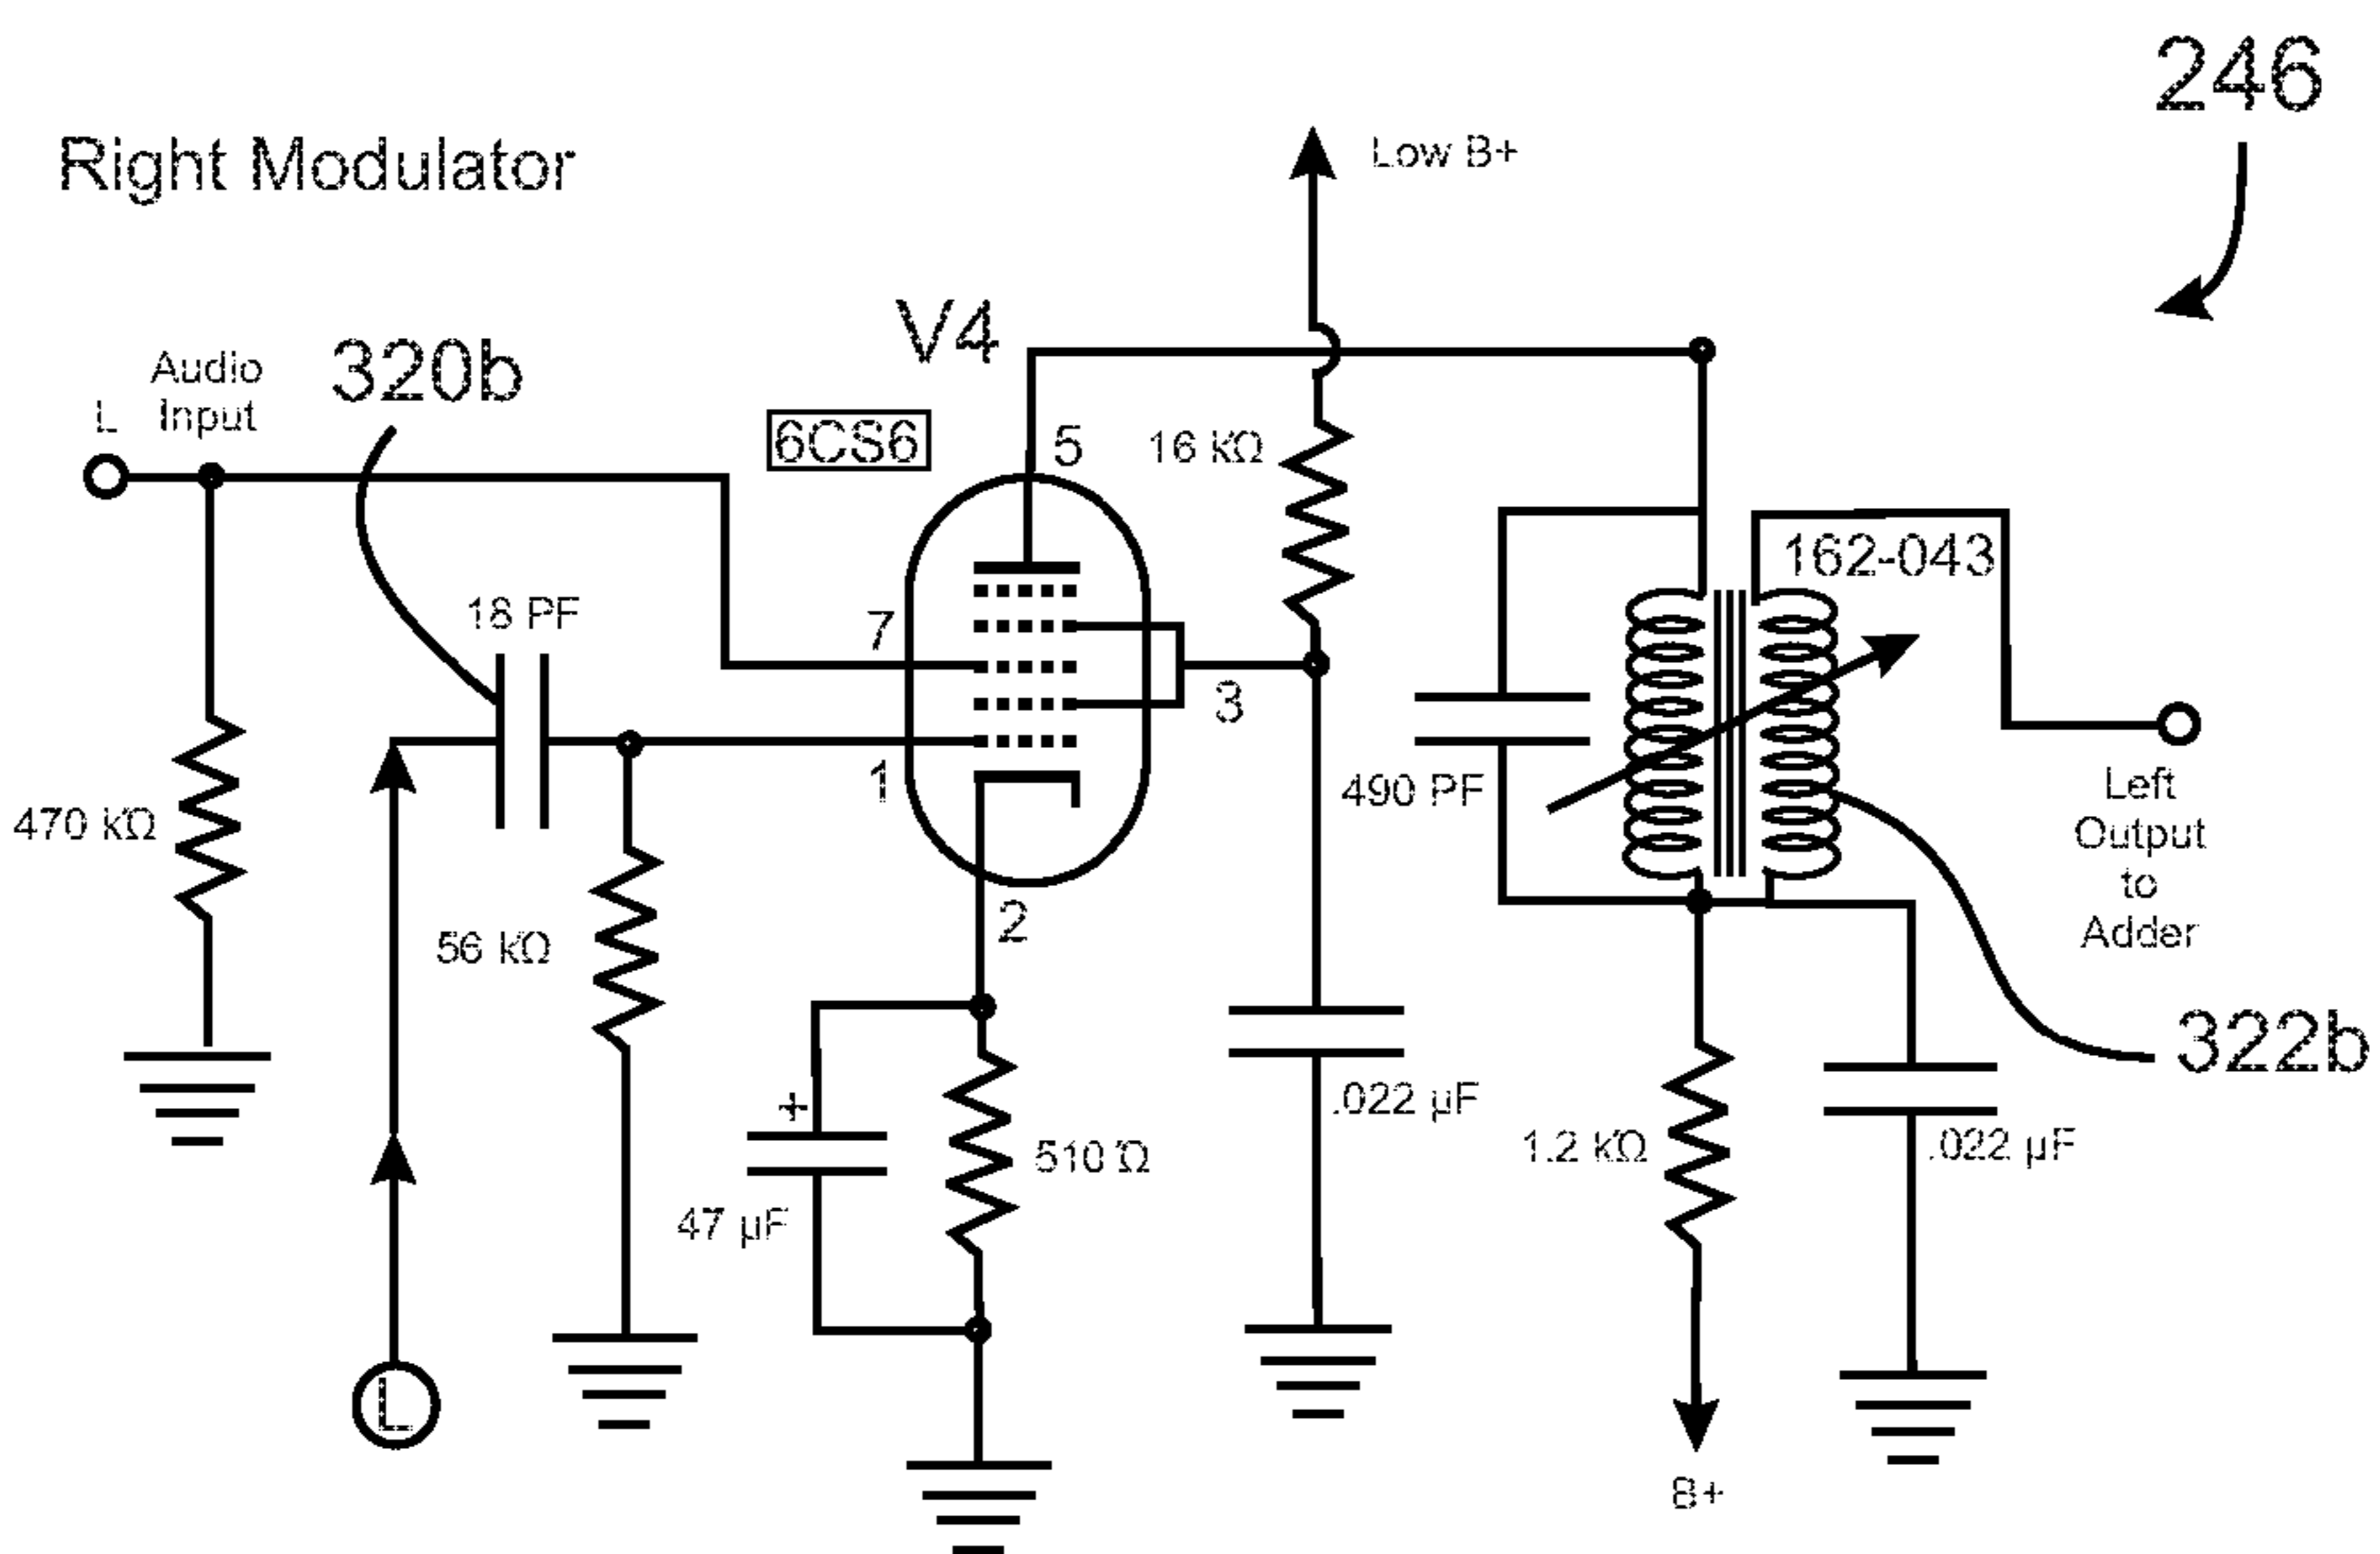 246
Right Modulator
Low B+
V4
Audio
Input
L
320b
6CS6
5
16 kΩ
162-043
18 PF
7
3
1
470 kΩ
490 PF
Left
Output
to
Adder
56 kΩ
2
322b
+
.022 µF
510 Ω
1.2 kΩ
.022 µF
47 µF
L
B+